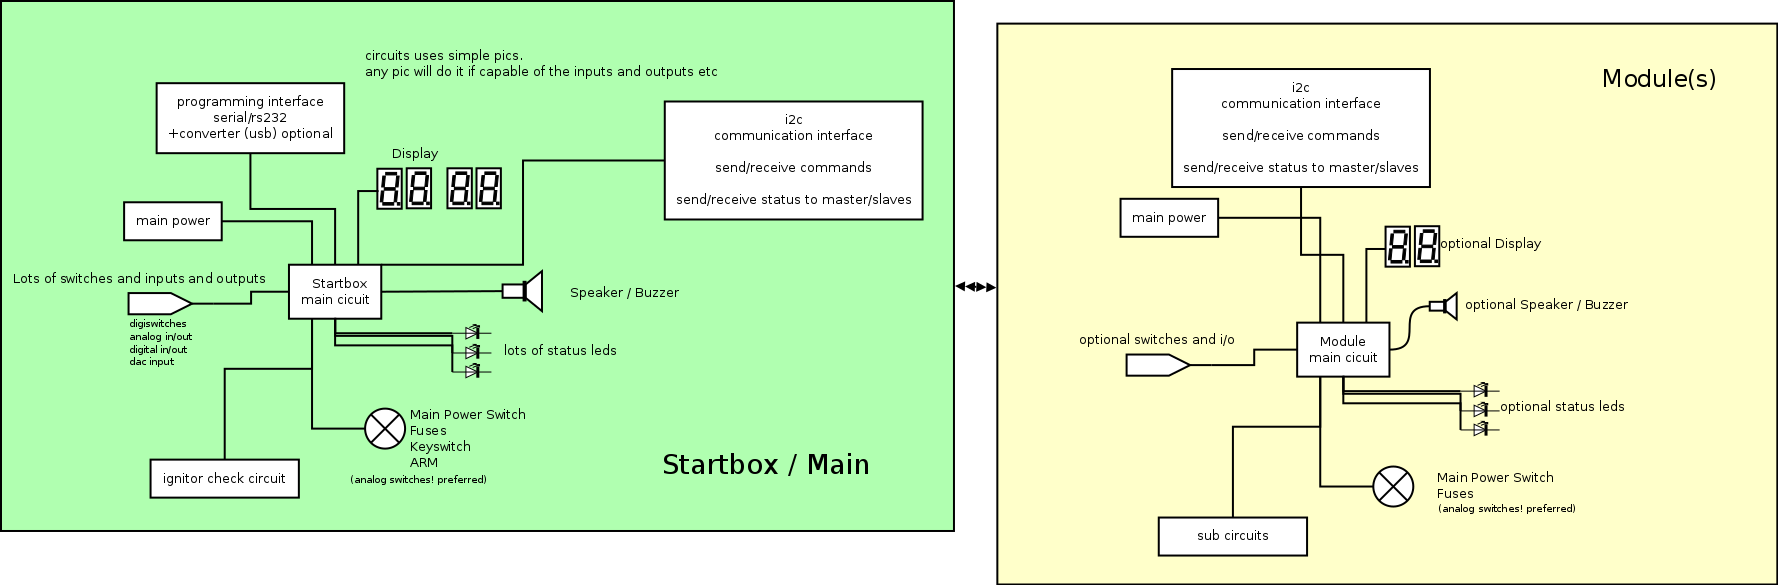 circuits uses simple pics.
any pic will do it if capable of the inputs and outputs etc
programming interface
serial/rs232
+converter (usb) optional
Display
8.8. 8.8.
i2c
communication interface
send/receive commands
send/receive status to master/slaves
main power
Lots of switches and inputs and outputs
digiswitches
analog in/out
digital in/out
dac input
Startbox
main cicuit
Speaker / Buzzer
lots of status leds
Main Power Switch
Fuses
Keyswitch
ARM
(analog switches! preferred)
ignitor check circuit
Startbox / Main
Module(s)
i2c
communication interface
send/receive commands
send/receive status to master/slaves
main power
8.8.
optional Display
optional Speaker / Buzzer
optional switches and i/o
Module
main cicuit
optional status leds
Main Power Switch
Fuses
(analog switches! preferred)
sub circuits